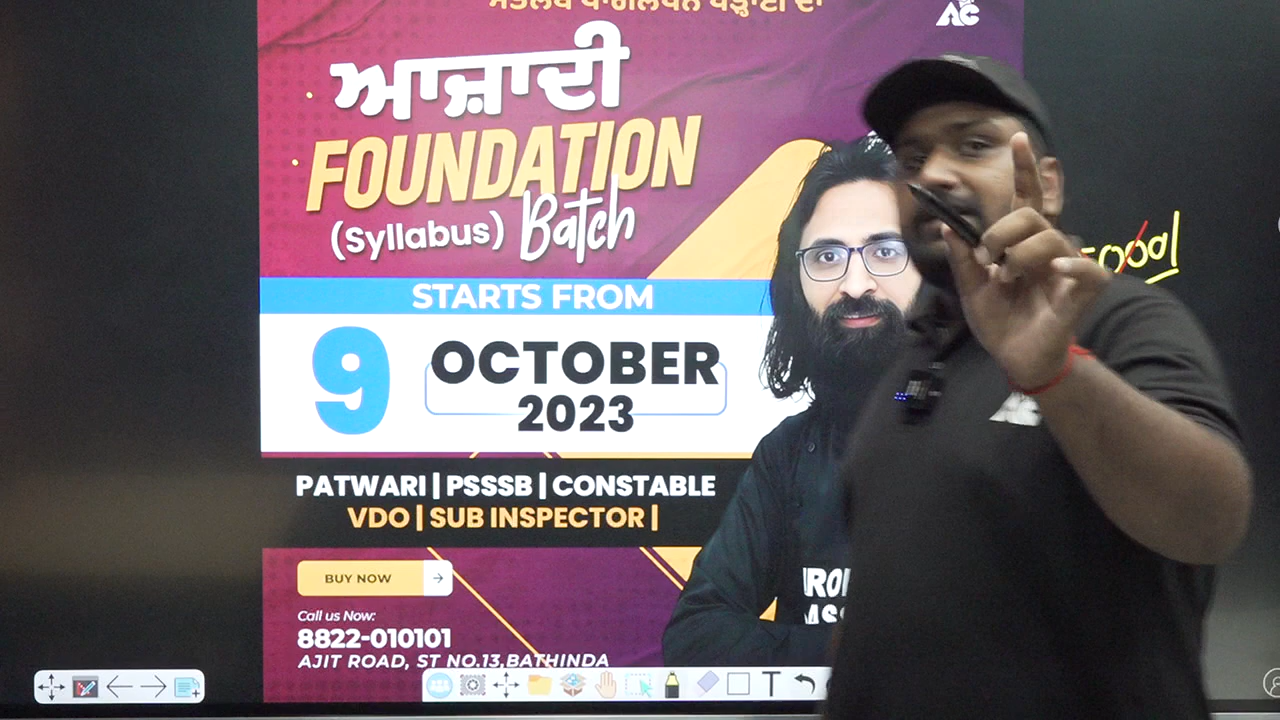 AC
ਆਜ਼ਾਦੀ
FOUNDATION
(Syllabus) Batch
STARTS FROM
9 OCTOBER
2023
PATWARI | PSSSB | CONSTABLE
VDO | SUB INSPECTOR |
BUY NOW
Call us Now:
8822-010101
AJIT ROAD, ST NO.13,BATHINDA
T